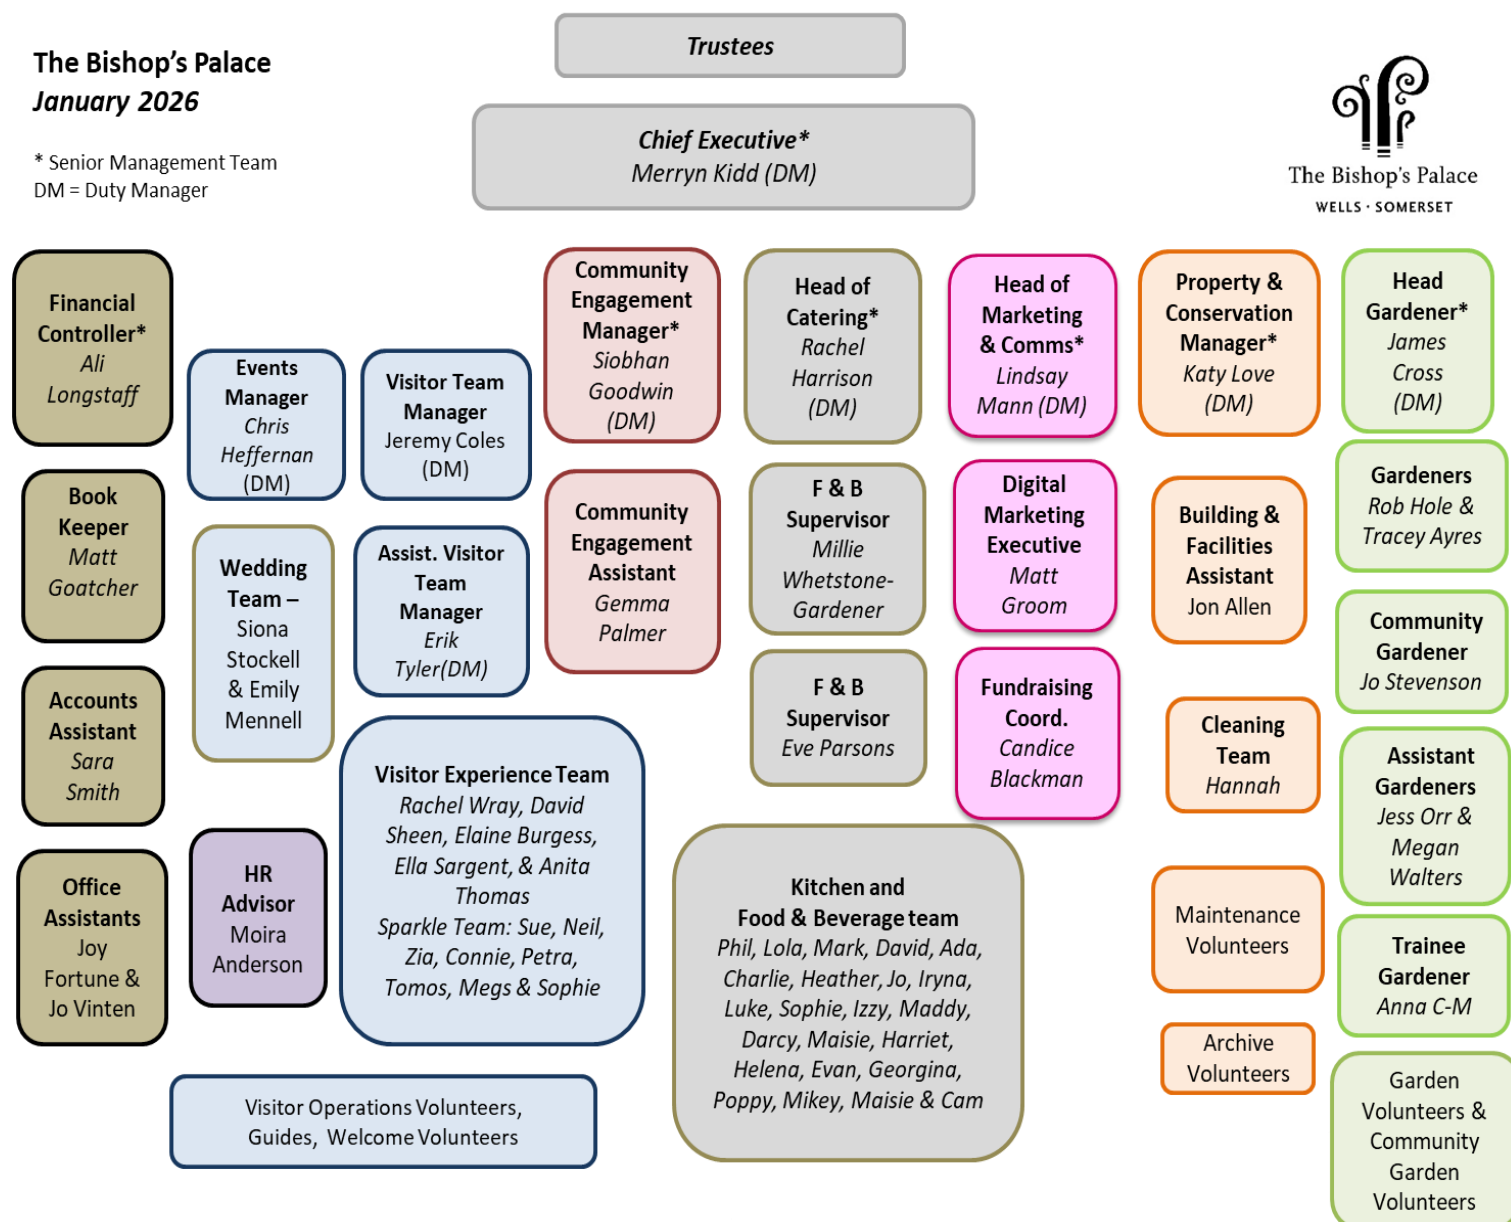 The Bishop's Palace
January 2026
* Senior Management Team
DM = Duty Manager
Trustees
Chief Executive*
Merryn Kidd (DM)
The Bishop's Palace
WELLS · SOMERSET
Financial
Controller*
Ali
Longstaff
Book
Keeper
Matt
Goatcher
Accounts
Assistant
Sara
Smith
Office
Assistants
Joy
Fortune &
Jo Vinten
Events
Manager
Chris
Heffernan
(DM)
Wedding
Team –
Siona
Stockell
& Emily
Mennell
HR
Advisor
Moira
Anderson
Visitor Team
Manager
Jeremy Coles
(DM)
Assist. Visitor
Team
Manager
Erik
Tyler(DM)
Visitor Experience Team
Rachel Wray, David
Sheen, Elaine Burgess,
Ella Sargent, & Anita
Thomas
Sparkle Team: Sue, Neil,
Zia, Connie, Petra,
Tomos, Megs & Sophie
Visitor Operations Volunteers,
Guides, Welcome Volunteers
Community
Engagement
Manager*
Siobhan
Goodwin
(DM)
Community
Engagement
Assistant
Gemma
Palmer
Head of
Catering*
Rachel
Harrison
(DM)
F & B
Supervisor
Millie
Whetstone-
Gardener
F & B
Supervisor
Eve Parsons
Kitchen and
Food & Beverage team
Phil, Lola, Mark, David, Ada,
Charlie, Heather, Jo, Iryna,
Luke, Sophie, Izzy, Maddy,
Darcy, Maisie, Harriet,
Helena, Evan, Georgina,
Poppy, Mikey, Maisie & Cam
Head of
Marketing
& Comms*
Lindsay
Mann (DM)
Digital
Marketing
Executive
Matt
Groom
Fundraising
Coord.
Candice
Blackman
Property &
Conservation
Manager*
Katy Love
(DM)
Building &
Facilities
Assistant
Jon Allen
Cleaning
Team
Hannah
Maintenance
Volunteers
Archive
Volunteers
Head
Gardener*
James
Cross
(DM)
Gardeners
Rob Hole &
Tracey Ayres
Community
Gardener
Jo Stevenson
Assistant
Gardeners
Jess Orr &
Megan
Walters
Trainee
Gardener
Anna C-M
Garden
Volunteers &
Community
Garden
Volunteers